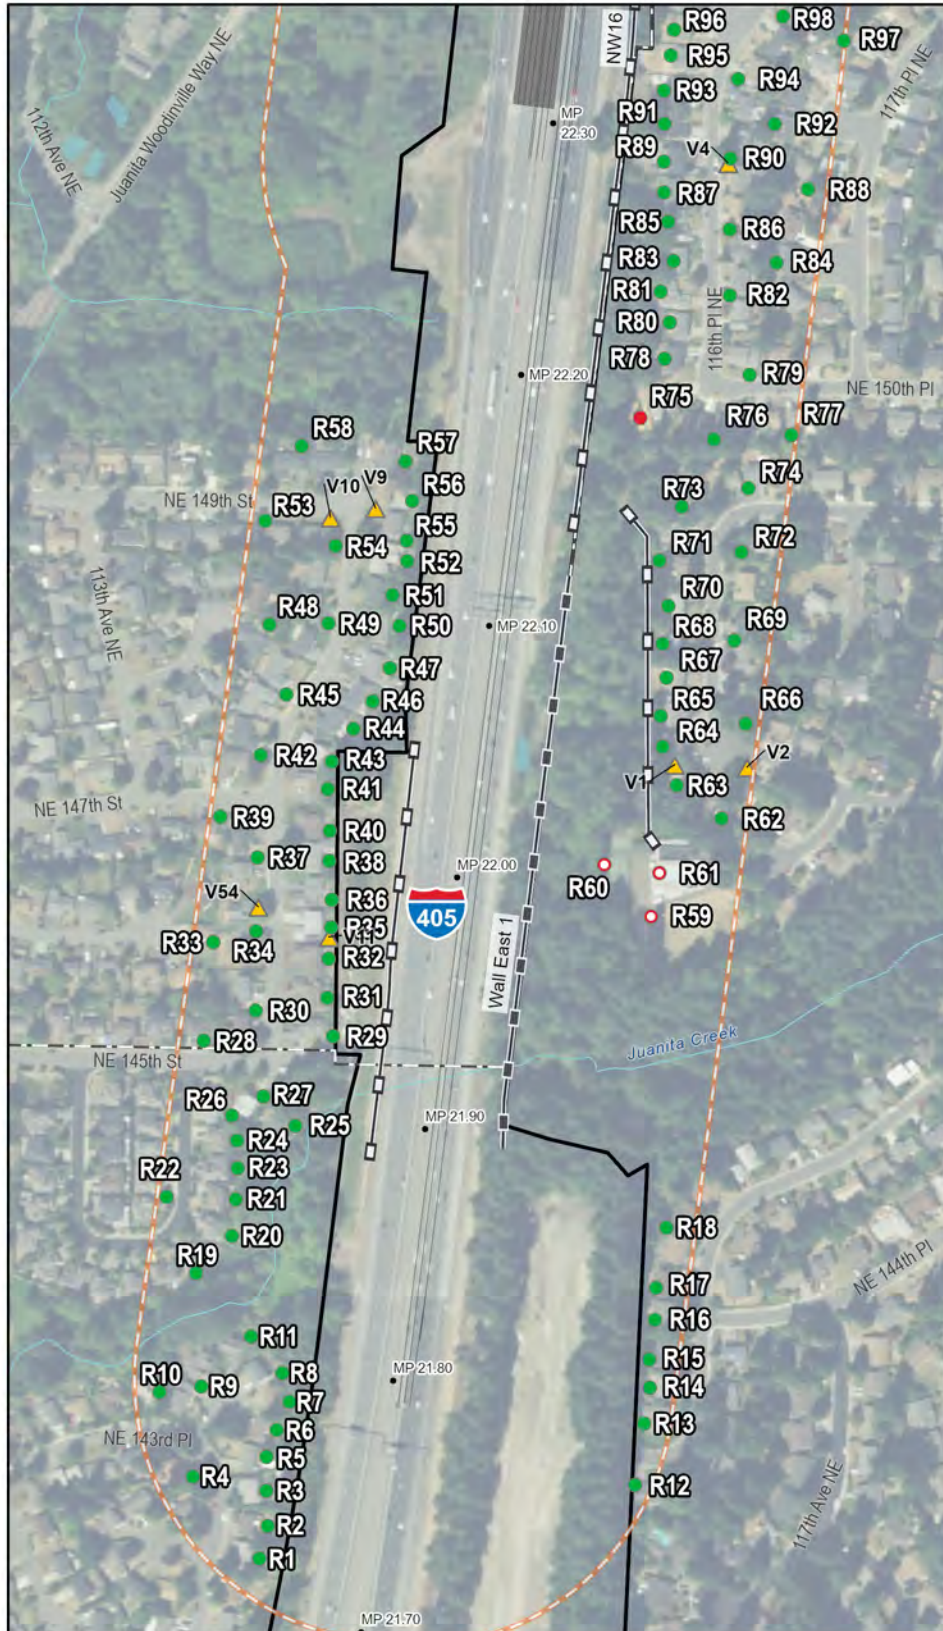 R96
R98
R97
R95
R94
R93
NW16
Juanita Woodinville Way NE
112th Ave NE
117th Pl NE
MP
22.30
R91
R92
V4
R90
R89
R88
R87
R85
R86
R83
R84
R81
R82
R80
116th Pl NE
R78
MP 22.20
R79
NE 150th Pl
R75
R76
R77
R58
R57
R74
V10
V9
R56
NE 149th St
R53
R73
R55
R54
R52
R71
R72
113th Ave NE
R51
R70
R48
R49
R50
MP 22.10
R68
R69
R47
R67
R45
R46
R65
R66
R44
R64
R42
R43
V1
V2
R41
R63
NE 147th St
R39
R40
R62
R37
R38
MP 22.00
R60
R61
V54
R36
405
R59
R35
V11
R33
R34
R32
Wall East 1
R31
R30
R28
R29
Juanita Creek
NE 145th St
R27
R26
R25
MP 21.90
R24
R23
R22
R21
R20
R18
R19
NE 144th Pl
R17
R16
R11
R15
R10
R9
R8
MP 21.80
R14
R7
R13
R6
NE 143rd Pl
R5
R4
R3
R12
R2
117th Ave NE
R1
MP 21.70